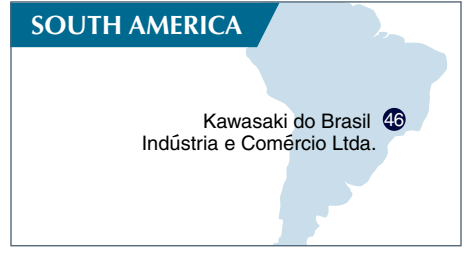 SOUTH AMERICA
Kawasaki do Brasil 46
Indústria e Comércio Ltda.